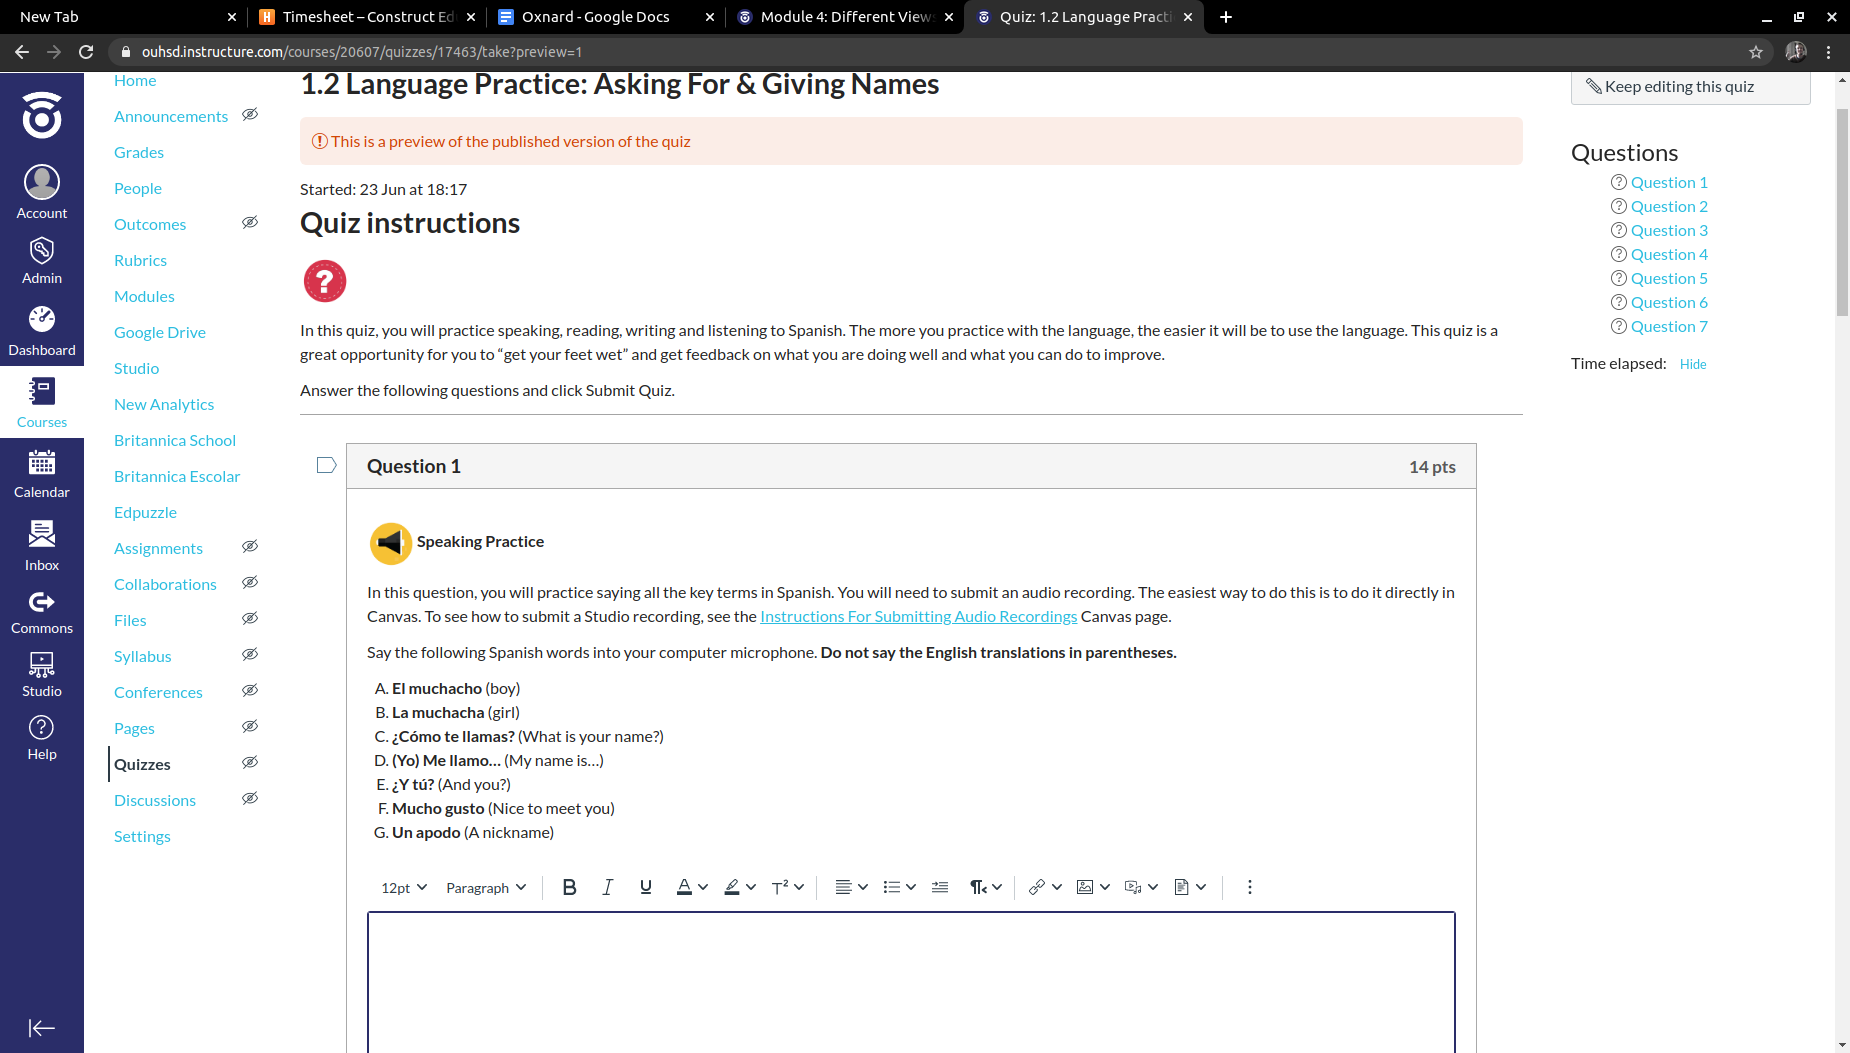 New Tab
Timesheet – Construct Ed
Oxnard - Google Docs
Module 4: Different View
Quiz: 1.2 Language Practi
ouhsd.instructure.com/courses/20607/quizzes/17463/take?preview=1
Account
Admin
Dashboard
Courses
Calendar
Inbox
Commons
Studio
Help
Home
Announcements
Grades
People
Outcomes
Rubrics
Modules
Google Drive
Studio
New Analytics
Britannica School
Britannica Escolar
Edpuzzle
Assignments
Collaborations
Files
Syllabus
Conferences
Pages
Quizzes
Discussions
Settings
1.2 Language Practice: Asking For & Giving Names
This is a preview of the published version of the quiz
Started: 23 Jun at 18:17
Quiz instructions
In this quiz, you will practice speaking, reading, writing and listening to Spanish. The more you practice with the language, the easier it will be to use the language. This quiz is a
great opportunity for you to “get your feet wet” and get feedback on what you are doing well and what you can do to improve.
Answer the following questions and click Submit Quiz.
Question 1
14 pts
Speaking Practice
In this question, you will practice saying all the key terms in Spanish. You will need to submit an audio recording. The easiest way to do this is to do it directly in
Canvas. To see how to submit a Studio recording, see the Instructions For Submitting Audio Recordings Canvas page.
Say the following Spanish words into your computer microphone. Do not say the English translations in parentheses.
A. El muchacho (boy)
B. La muchacha (girl)
C. ¿Cómo te llamas? (What is your name?)
D. (Yo) Me llamo... (My name is...)
E. ¿Y tú? (And you?)
F. Mucho gusto (Nice to meet you)
G. Un apodo (A nickname)
12pt
Paragraph
Keep editing this quiz
Questions
Question 1
Question 2
Question 3
Question 4
Question 5
Question 6
Question 7
Time elapsed: Hide